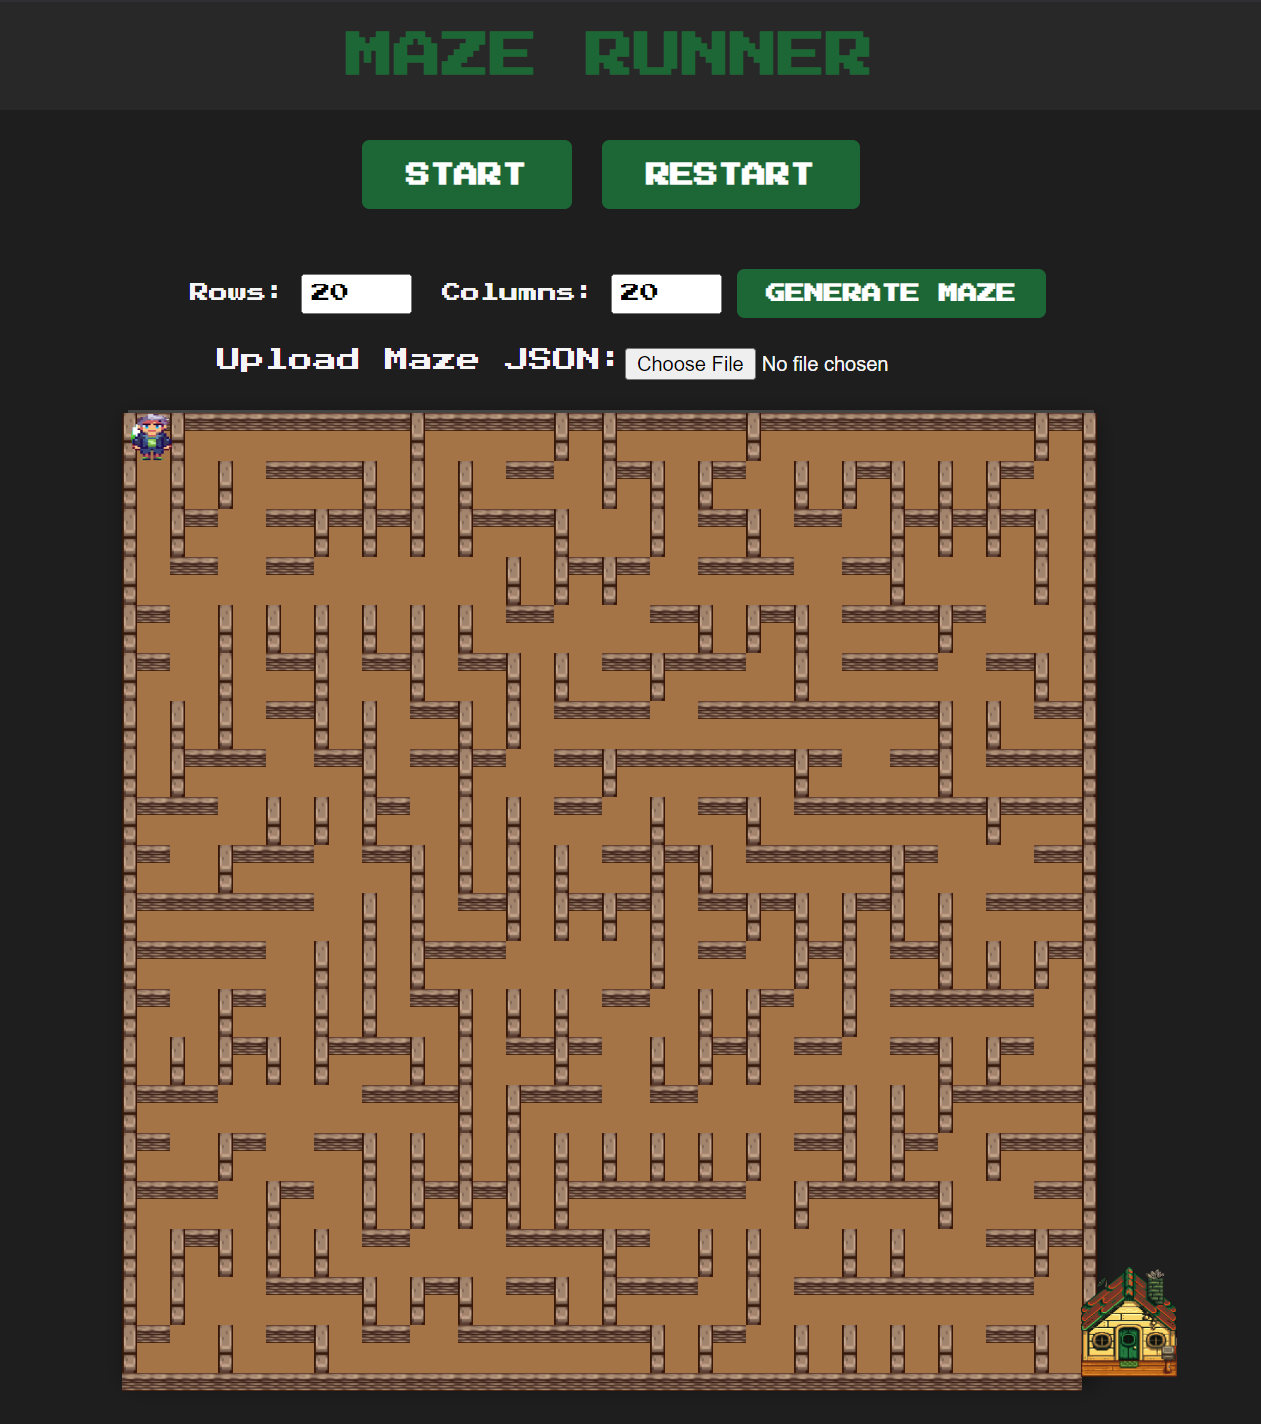 MAZE RUNNER
START RESTART
Rows: 20 Columns: 20 GENERATE MAZE
Upload Maze JSON: Choose File No file chosen